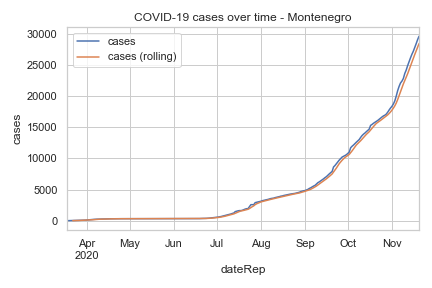 COVID-19 cases over time - Montenegro
cases
cases (rolling)
30000
25000
20000
15000
10000
5000
0
cases
Apr May Jun Jul Aug Sep Oct Nov
2020
dateRep